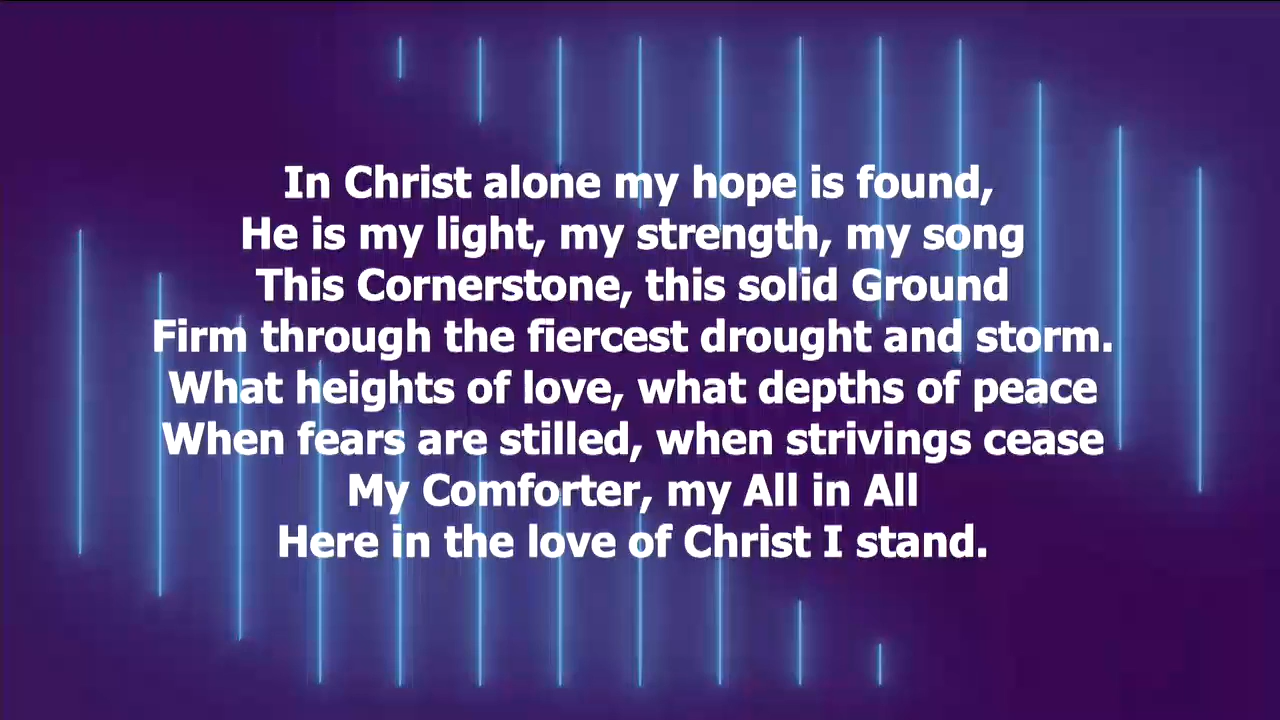 In Christ alone my hope is found,
He is my light, my strength, my song
This Cornerstone, this solid Ground
Firm through the fiercest drought and storm.
What heights of love, what depths of peace
When fears are stilled, when strivings cease
My Comforter, my All in All
Here in the love of Christ I stand.